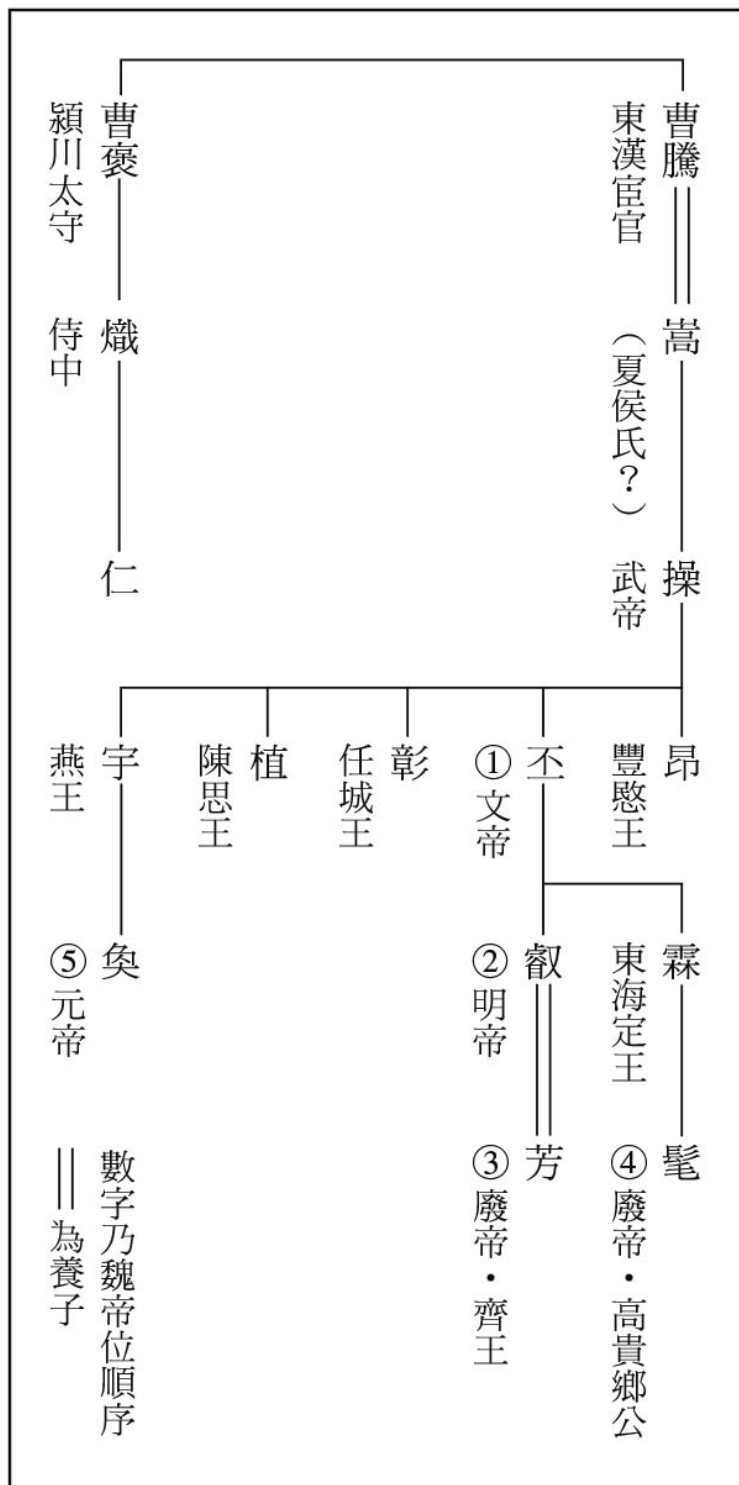 曹騰
東漢宦官
嵩
（夏侯氏？）
操
武帝
昂
豐愍王
霖
東海定王
髦
④廢帝・高貴鄉公
丕
①文帝
叡
②明帝
芳
③廢帝・齊王
彰
任城王
植
陳思王
曹褒
潁川太守
熾
侍中
仁
宇
燕王
奐
⑤元帝
數字乃魏帝位順序
為養子